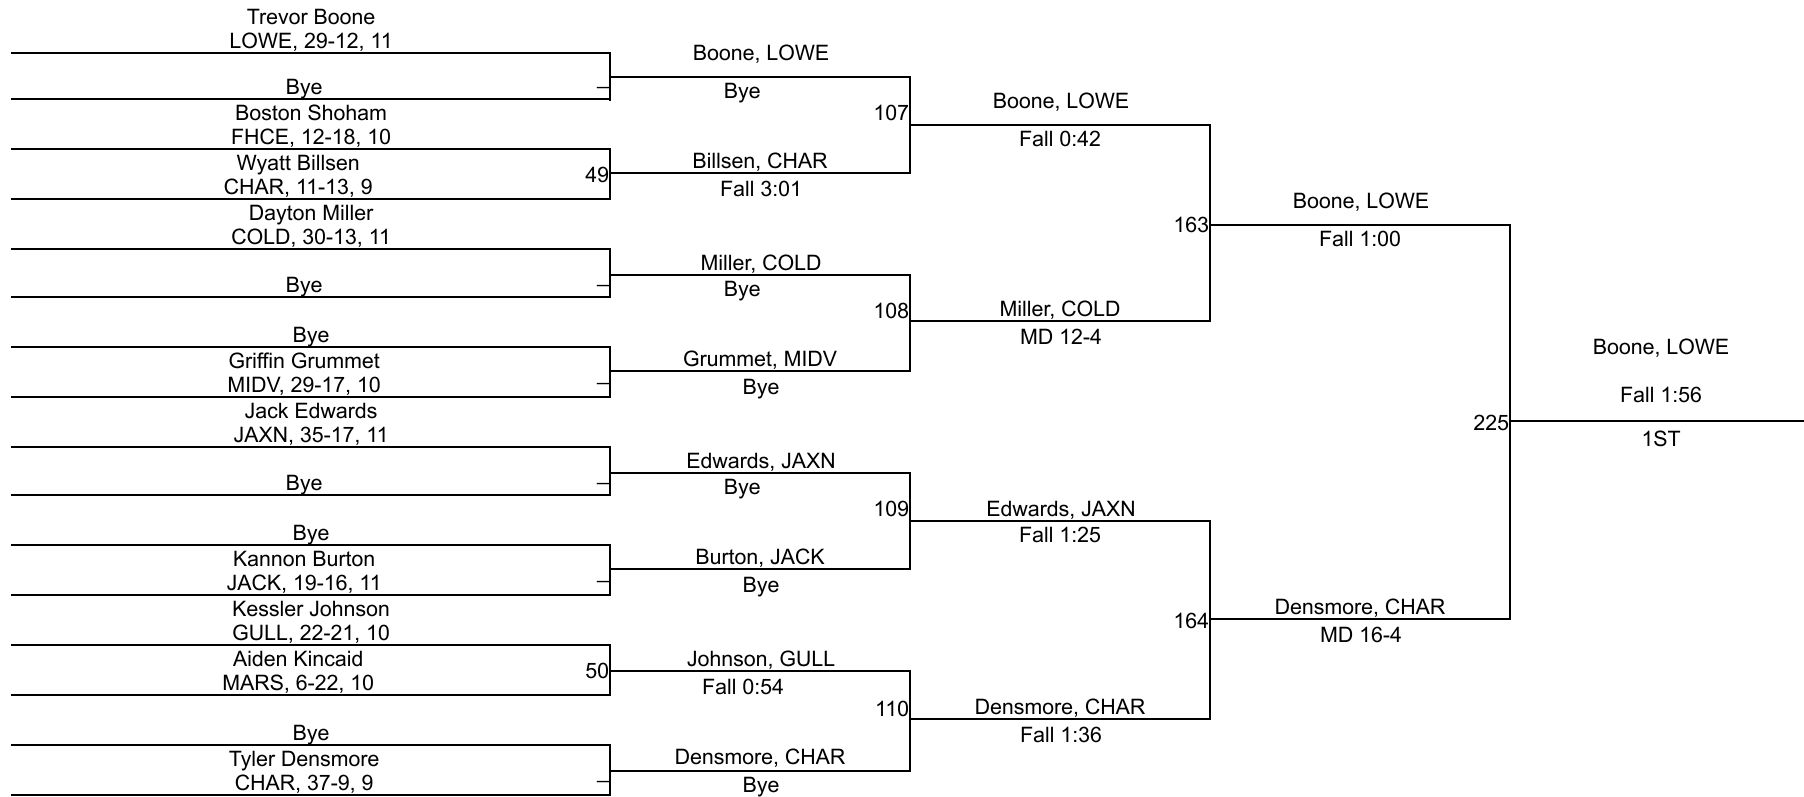 Trevor Boone
LOWE, 29-12, 11
Bye
Boston Shoham
FHCE, 12-18, 10
Wyatt Billsen
CHAR, 11-13, 9
49
Dayton Miller
COLD, 30-13, 11
Bye
Bye
Griffin Grummet
MIDV, 29-17, 10
Jack Edwards
JAXN, 35-17, 11
Bye
Bye
Kannon Burton
JACK, 19-16, 11
Kessler Johnson
GULL, 22-21, 10
Aiden Kincaid
MARS, 6-22, 10
50
Bye
Tyler Densmore
CHAR, 37-9, 9
Boone, LOWE
Bye
107
Billsen, CHAR
Fall 3:01
Miller, COLD
Bye
108
Grummet, MIDV
Bye
Edwards, JAXN
Bye
109
Burton, JACK
Bye
Johnson, GULL
Fall 0:54
110
Densmore, CHAR
Bye
Boone, LOWE
Fall 0:42
163
Miller, COLD
MD 12-4
Edwards, JAXN
Fall 1:25
164
Densmore, CHAR
Fall 1:36
Boone, LOWE
Fall 1:00
225
Densmore, CHAR
MD 16-4
Boone, LOWE
Fall 1:56
1ST